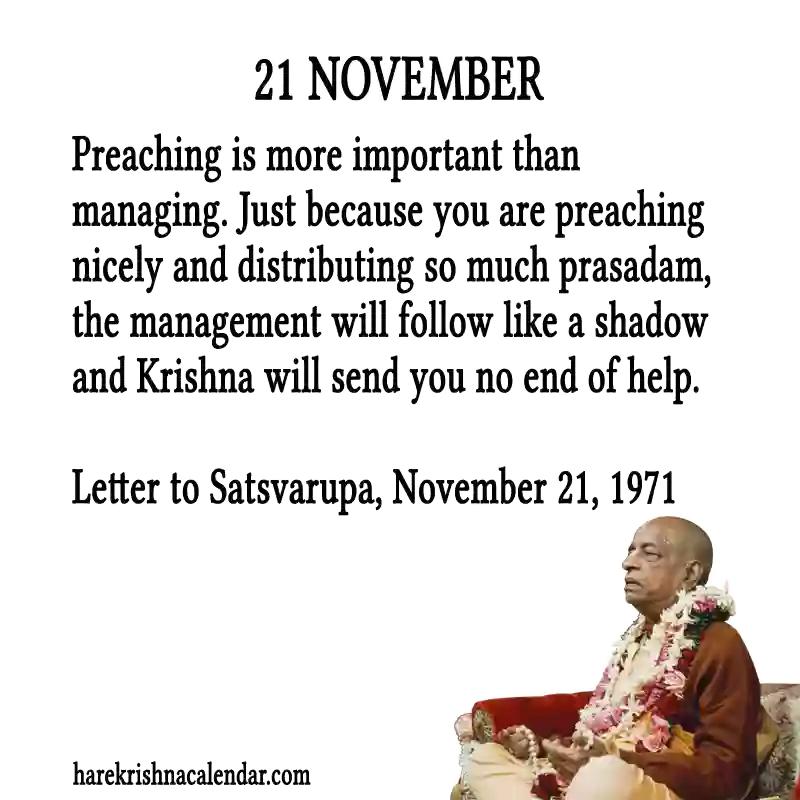 21 NOVEMBER
Preaching is more important than
managing. Just because you are preaching
nicely and distributing so much prasadam,
the management will follow like a shadow
and Krishna will send you no end of help.
Letter to Satsvarupa, November 21, 1971
harekrishnacalendar.com